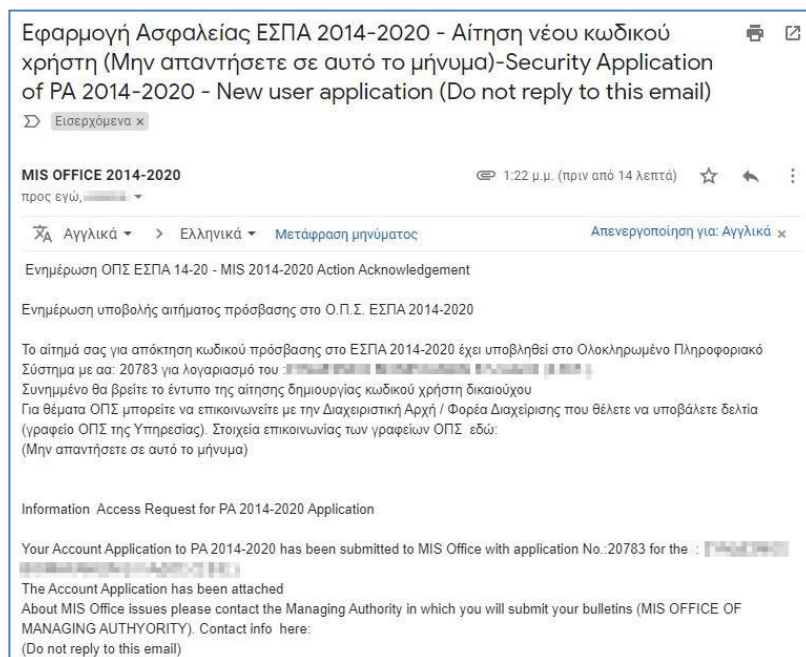 Εφαρμογή Ασφαλείας ΕΣΠΑ 2014-2020 - Αίτηση νέου κωδικού
χρήστη (Μην απαντήσετε σε αυτό το μήνυμα)-Security Application
of PA 2014-2020 - New user application (Do not reply to this email)
Εισερχόμενα ×
MIS OFFICE 2014-2020
1:22 μ.μ. (πριν από 14 λεπτά)
προς εγώ,
Αγγλικά > Ελληνικά Μετάφραση μηνύματος Απενεργοποίηση για: Αγγλικά ×
Ενημέρωση ΟΠΣ ΕΣΠΑ 14-20 - MIS 2014-2020 Action Acknowledgement
Ενημέρωση υποβολής αιτήματος πρόσβασης στο Ο.Π.Σ. ΕΣΠΑ 2014-2020
Το αίτημά σας για απόκτηση κωδικού πρόσβασης στο ΕΣΠΑ 2014-2020 έχει υποβληθεί στο Ολοκληρωμένο Πληροφοριακό
Σύστημα με αα: 20783 για λογαριασμό του :
Συνημμένο θα βρείτε το έντυπο της αίτησης δημιουργίας κωδικού χρήστη δικαιούχου
Για θέματα ΟΠΣ μπορείτε να επικοινωνείτε με την Διαχειριστική Αρχή / Φορέα Διαχείρισης που θέλετε να υποβάλετε δελτία
(γραφείο ΟΠΣ της Υπηρεσίας). Στοιχεία επικοινωνίας των γραφείων ΟΠΣ εδώ:
(Μην απαντήσετε σε αυτό το μήνυμα)
Information Access Request for PA 2014-2020 Application
Your Account Application to PA 2014-2020 has been submitted to MIS Office with application No.:20783 for the :
The Account Application has been attached
About MIS Office issues please contact the Managing Authority in which you will submit your bulletins (MIS OFFICE OF
MANAGING AUTHYORITY). Contact info here:
(Do not reply to this email)